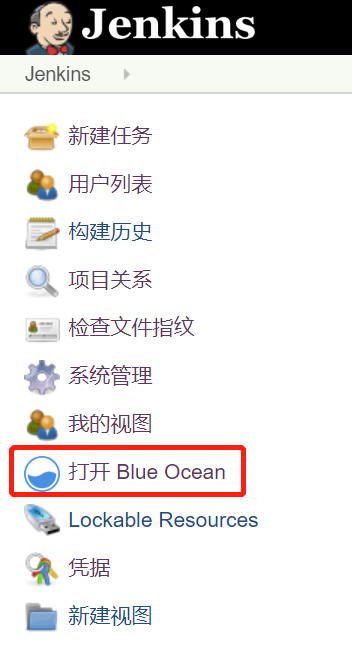 Jenkins
Jenkins
新建任务
用户列表
构建历史
项目关系
检查文件指纹
系统管理
我的视图
打开 Blue Ocean
Lockable Resources
凭据
新建视图